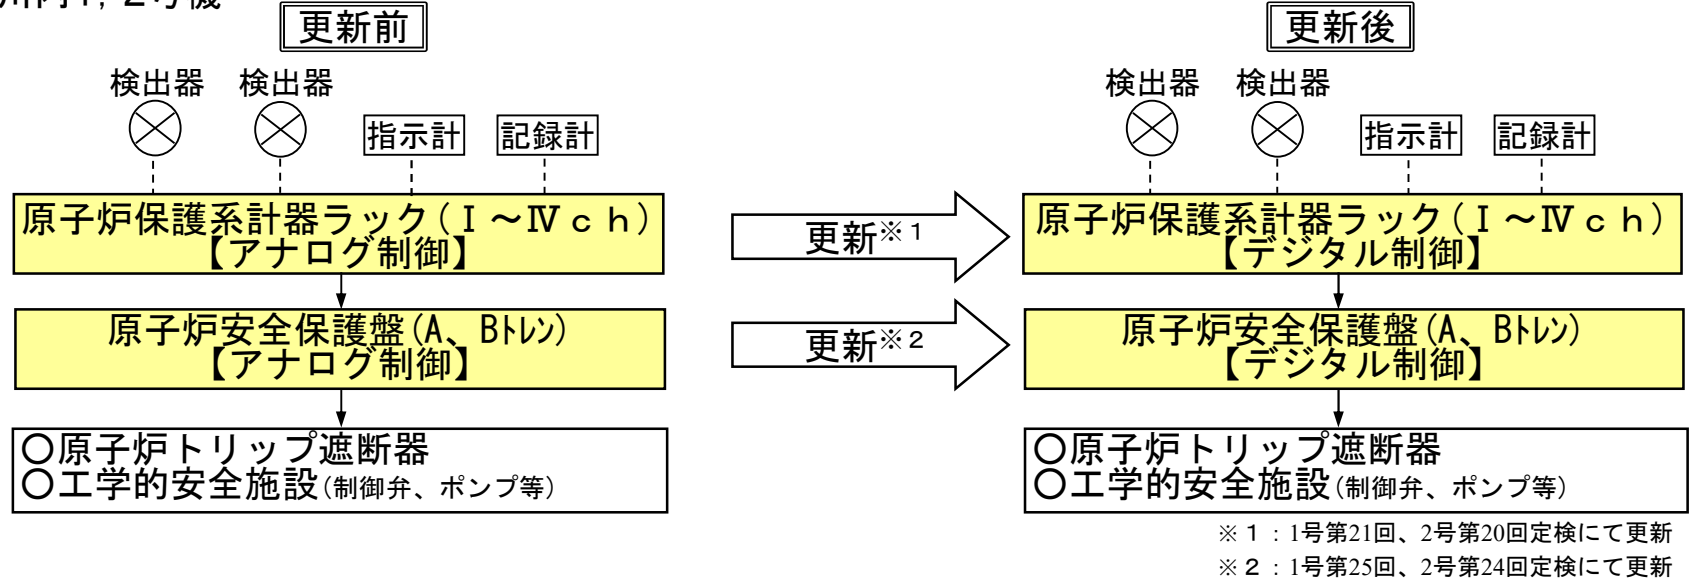 更新前
検出器 検出器
指示計 記録計
原子炉保護系計器ラック(Ⅰ～Ⅳｃｈ)
【アナログ制御】
原子炉安全保護盤(A、Bﾄﾚﾝ)
【アナログ制御】
〇原子炉トリップ遮断器
〇工学的安全施設(制御弁、ポンプ等)
更新※１
更新※２
更新後
検出器 検出器
指示計 記録計
原子炉保護系計器ラック(Ⅰ～Ⅳｃｈ)
【デジタル制御】
原子炉安全保護盤(A、Bﾄﾚﾝ)
【デジタル制御】
〇原子炉トリップ遮断器
〇工学的安全施設(制御弁、ポンプ等)
※１：1号第21回、2号第20回定検にて更新
※２：1号第25回、2号第24回定検にて更新